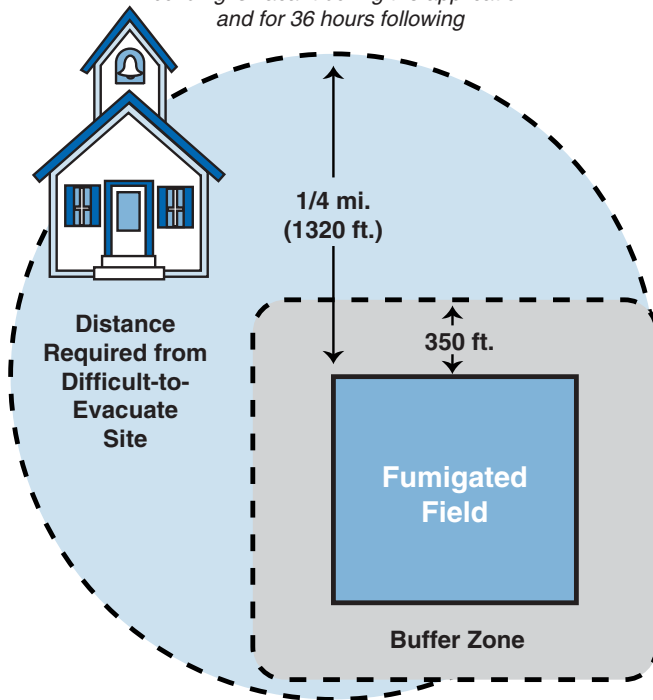 and for 36 hours following
1/4 mi.
(1320 ft.)
350 ft.
Distance
Required from
Difficult-to-
Evacuate
Site
Fumigated
Field
Buffer Zone